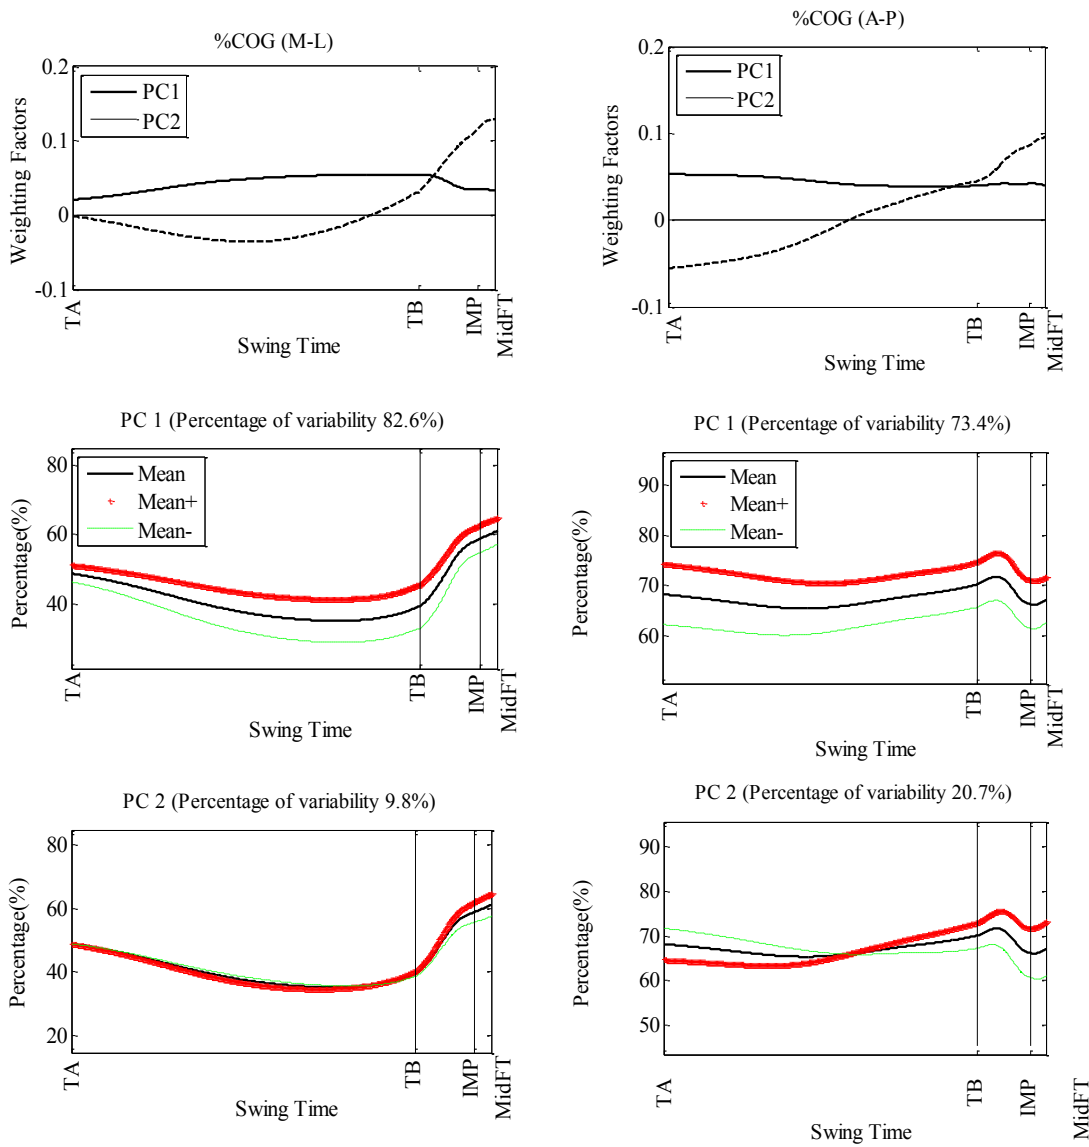 %COG (M-L)
0.2
0.1
0
-0.1
Weighting Factors
PC1
PC2
TA
TB
IMP
MidFT
Swing Time
%COG (A-P)
0.2
0.1
0
-0.1
Weighting Factors
PC1
PC2
TA
TB
IMP
MidFT
Swing Time
PC 1 (Percentage of variability 82.6%)
80
60
40
Percentage(%)
Mean
Mean+
Mean-
TA
TB
IMP
MidFT
Swing Time
PC 1 (Percentage of variability 73.4%)
90
80
70
60
Percentage(%)
Mean
Mean+
Mean-
TA
TB
IMP
MidFT
Swing Time
PC 2 (Percentage of variability 9.8%)
80
60
40
20
Percentage(%)
TA
TB
IMP
MidFT
Swing Time
PC 2 (Percentage of variability 20.7%)
90
80
70
60
50
Percentage(%)
TA
TB
IMP
MidFT
Swing Time